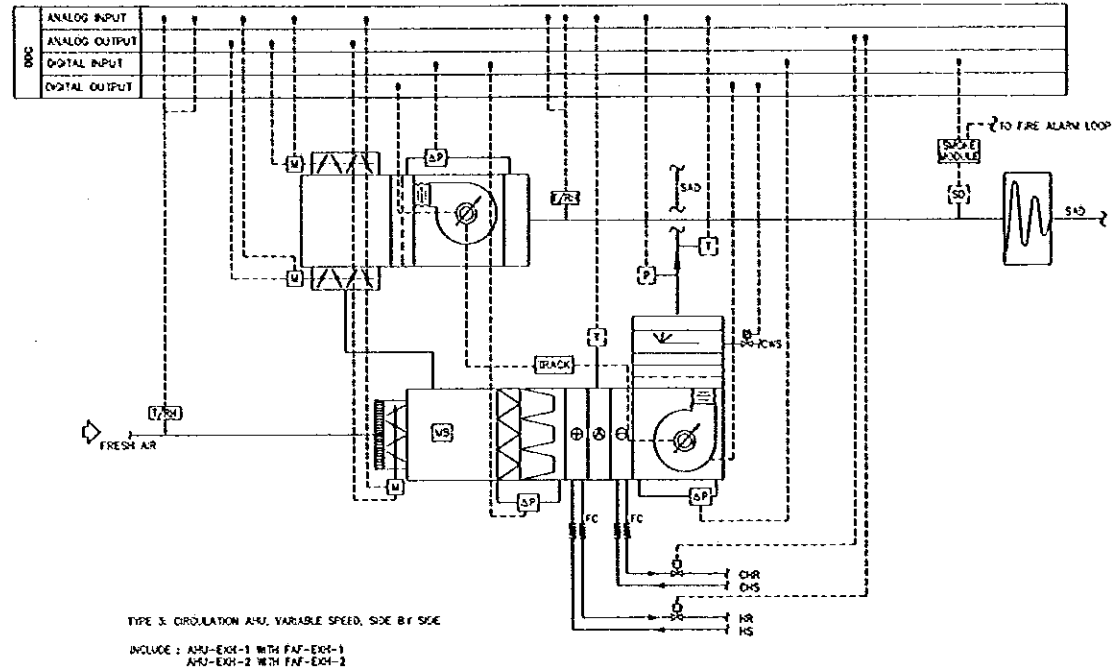 DDC
ANALOG INPUT
ANALOG OUTPUT
DIGITAL INPUT
DIGITAL OUTPUT
TO FIRE ALARM LOOP
SMOKE MODULE
M
ΔP
SAD
T/RH
SD
SAD
T
M
P
T
CWS
TRACK
T/RH
FRESH AIR
M
ΔP
ΔP
FC
FC
CHR
CHS
HR
HS
TYPE 3: CIRCULATION AHU, VARIABLE SPEED, SIDE BY SIDE
INCLUDE : AHU-EXH-1 WITH FAF-EXH-1
AHU-EXH-2 WITH FAF-EXH-2